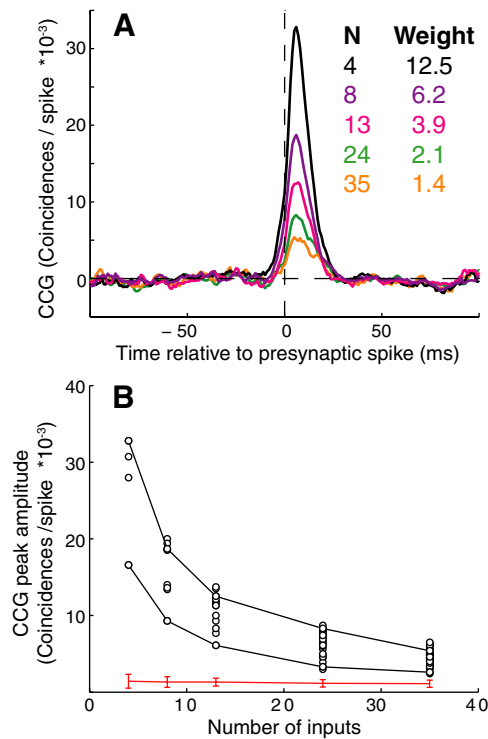 A
N Weight
4 12.5
8 6.2
13 3.9
24 2.1
35 1.4
30
20
10
0
CCG (Coincidences / spike *10-3)
−50 0 50
Time relative to presynaptic spike (ms)
B
40
30
20
10
CCG peak amplitude
(Coincidences /spike *10-3)
0 10 20 30 40
Number of inputs